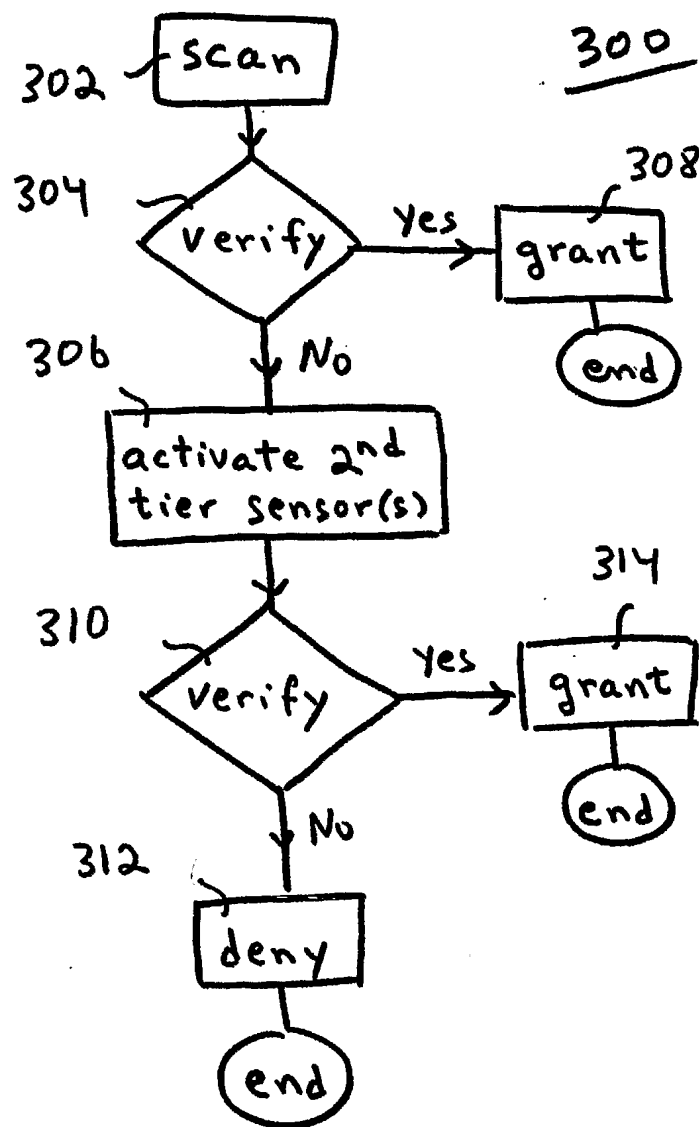 300
302
scan
304
verify
Yes
308
grant
end
No
306
activate 2nd
tier sensor(s)
310
verify
Yes
314
grant
end
No
312
deny
end